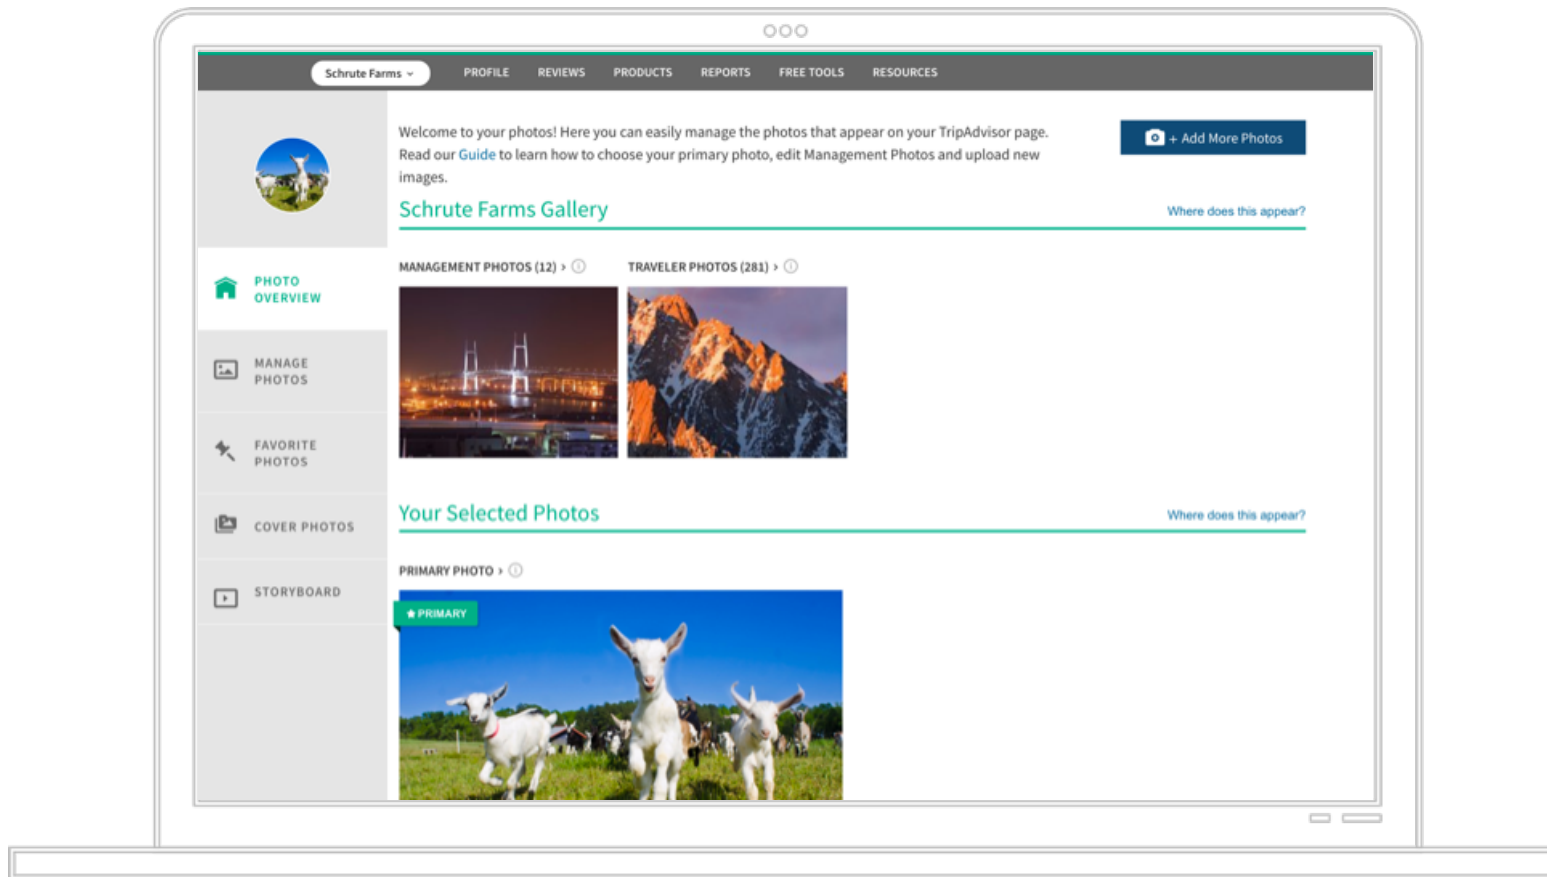 Schrute Farms
PROFILE
REVIEWS
PRODUCTS
REPORTS
FREE TOOLS
RESOURCES
Welcome to your photos! Here you can easily manage the photos that appear on your TripAdvisor page.
Read our Guide to learn how to choose your primary photo, edit Management Photos and upload new
images.
+ Add More Photos
Schrute Farms Gallery
Where does this appear?
MANAGEMENT PHOTOS (12) ›
TRAVELER PHOTOS (281) ›
PHOTO
OVERVIEW
MANAGE
PHOTOS
FAVORITE
PHOTOS
COVER PHOTOS
STORYBOARD
Your Selected Photos
Where does this appear?
PRIMARY PHOTO ›
PRIMARY